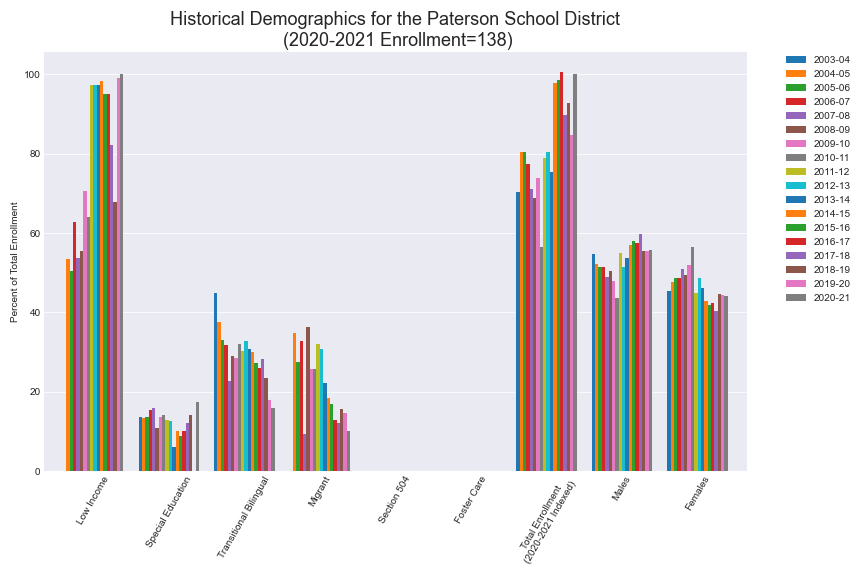 Historical Demographics for the Paterson School District
(2020-2021 Enrollment=138)
Percent of Total Enrollment
100
80
60
40
20
0
Low Income
Special Education
Transitional Bilingual
Migrant
Section 504
Foster Care
Total Enrollment
(2020-2021 Indexed)
Males
Females
2003-04
2004-05
2005-06
2006-07
2007-08
2008-09
2009-10
2010-11
2011-12
2012-13
2013-14
2014-15
2015-16
2016-17
2017-18
2018-19
2019-20
2020-21